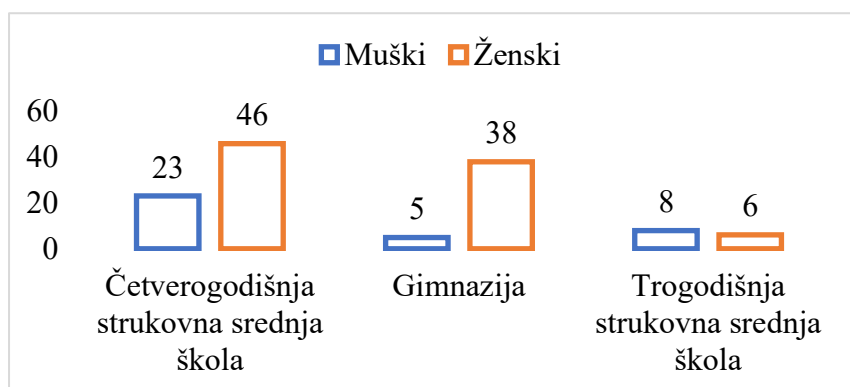 Muški Ženski
60
40
20
0
23
46
5
38
8
6
Četverogodišnja
strukovna srednja
škola
Gimnazija
Trogodišnja
strukovna srednja
škola